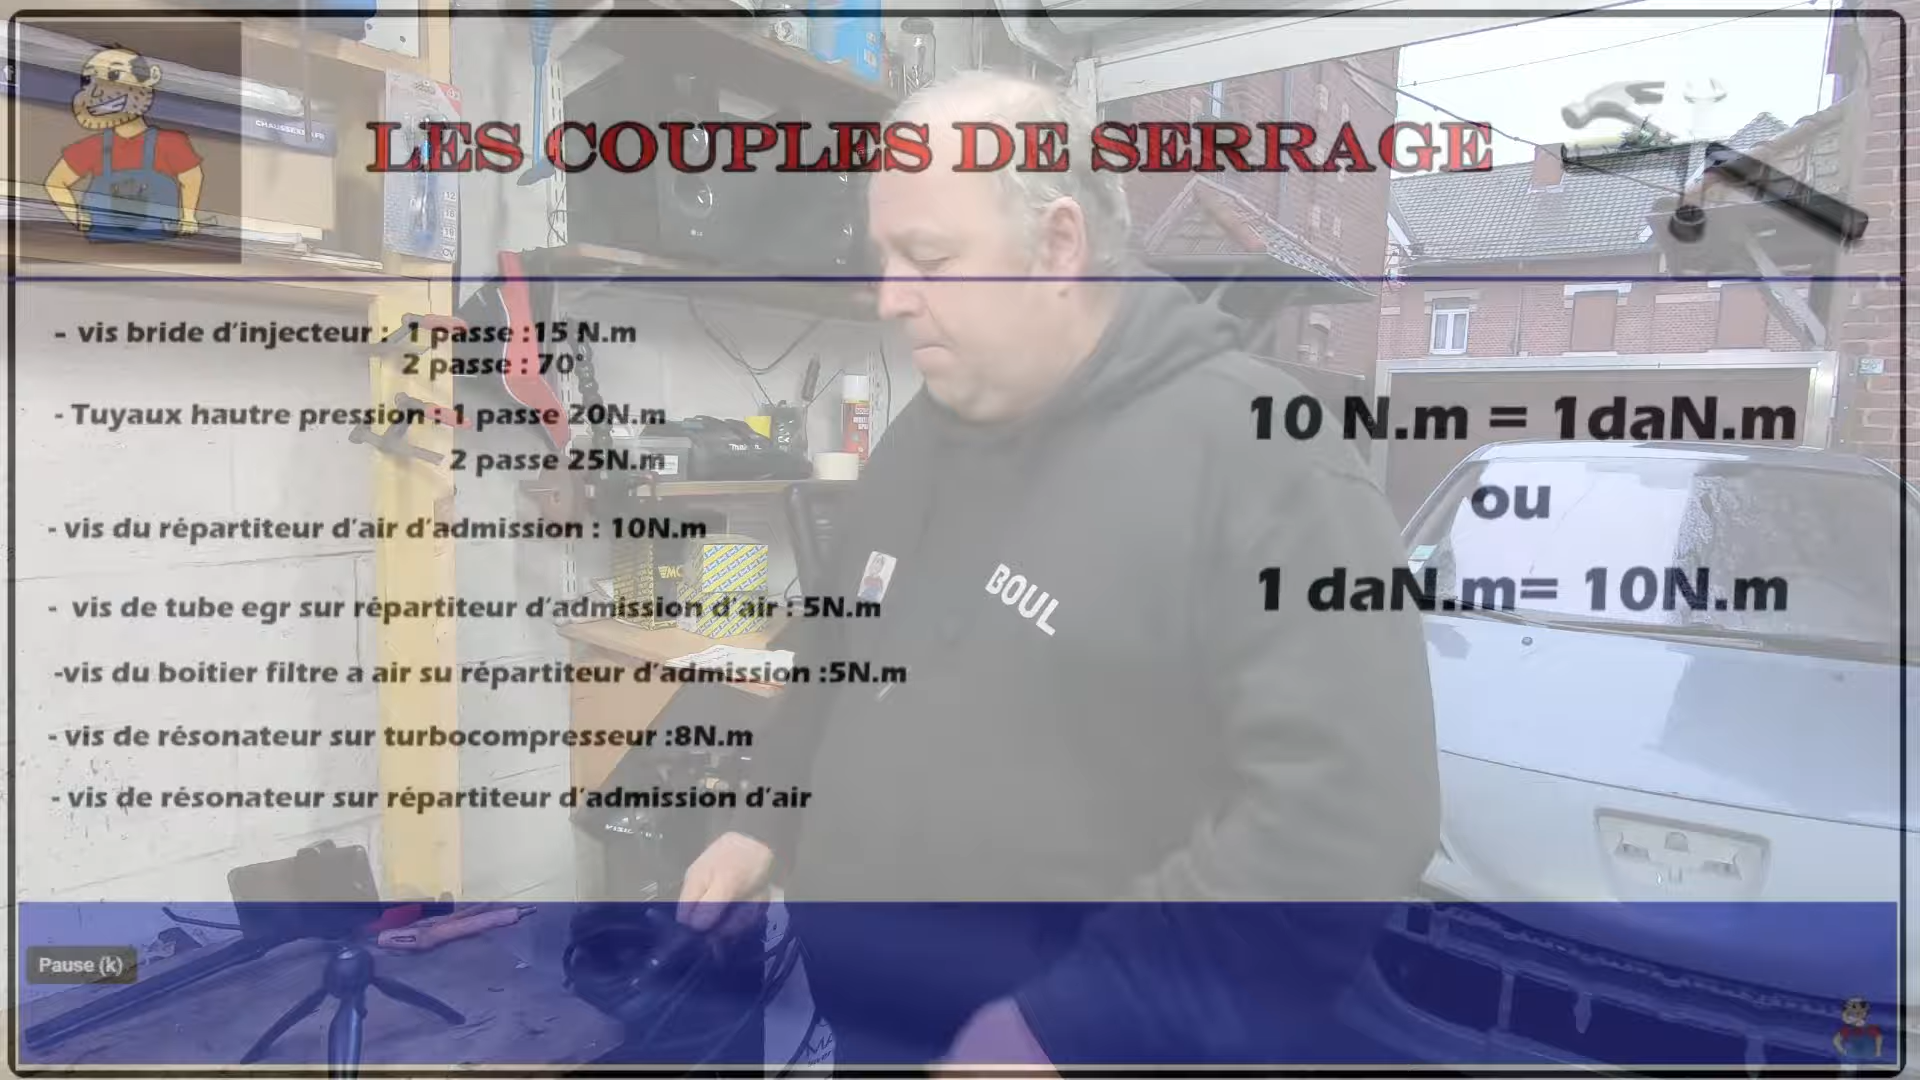 LES COUPLES DE SERRAGE
- vis bride d'injecteur : 1 passe :15 N.m
2 passe : 70°
- Tuyaux hautre pression : 1 passe 20N.m
2 passe 25N.m
- vis du répartiteur d'air d'admission : 10N.m
- vis de tube egr sur répartiteur d'admission d'air : 5N.m
-vis du boitier filtre a air su répartiteur d'admission :5N.m
- vis de résonateur sur turbocompresseur :8N.m
- vis de résonateur sur répartiteur d'admission d'air
10 N.m = 1daN.m
ou
1 daN.m= 10N.m
BOUL
Pause (k)